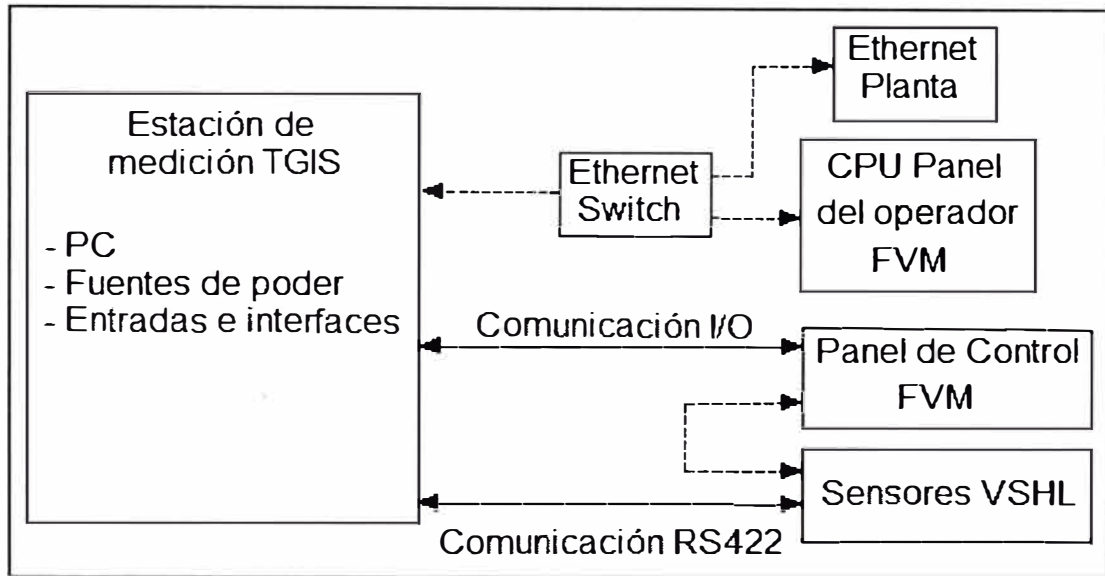 Estación de
medición TGIS
- PC
- Fuentes de poder
- Entradas e interfaces
Ethernet
Planta
Ethernet
Switch
CPU Panel
del operador
FVM
Comunicación I/O
Panel de Control
FVM
Sensores VSHL
Comunicación RS422